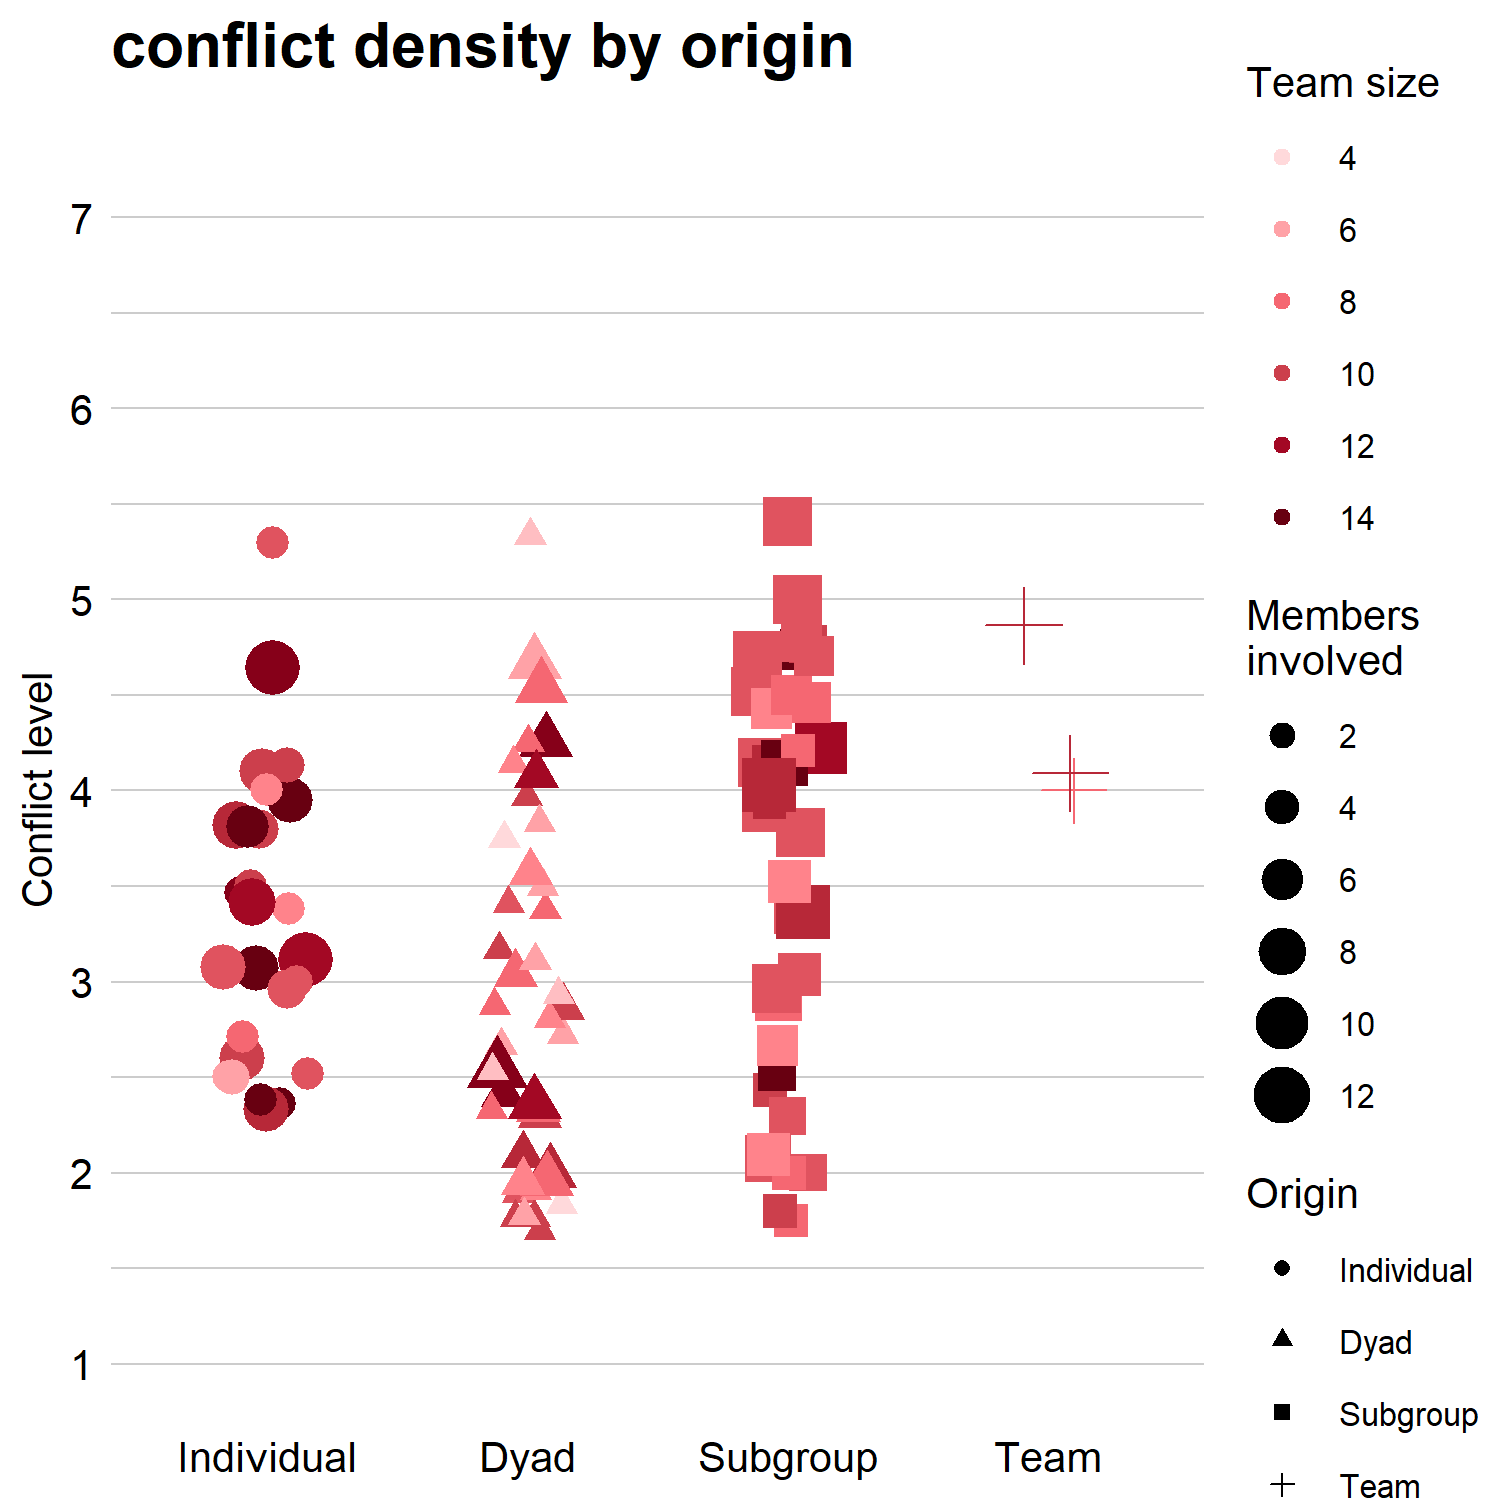 conflict density by origin
Conflict level
7
6
5
4
3
2
1
Individual
Dyad
Subgroup
Team
Team size
4
6
8
10
12
14
Members
involved
2
4
6
8
10
12
Origin
Individual
Dyad
Subgroup
Team